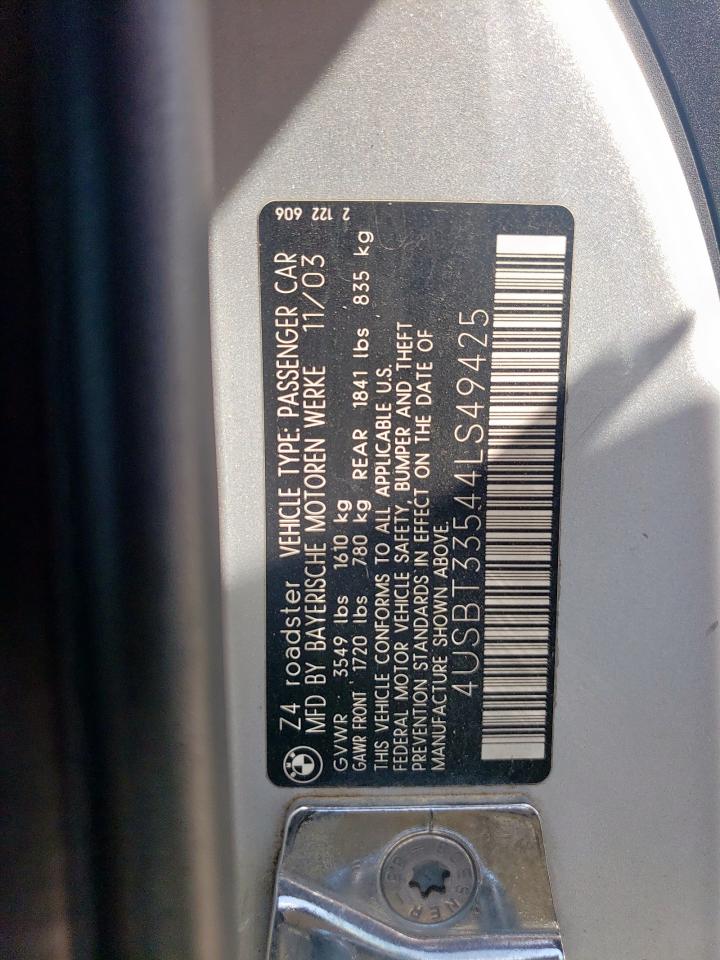 Z4 roadster VEHICLE TYPE: PASSENGER CAR
MFD BY BAYERISCHE MOTOREN WERKE 11/03
GVWR 3549 lbs 1610 kg
GAWR FRONT 1720 lbs 780 kg REAR 1841 lbs 835 kg
THIS VEHICLE CONFORMS TO ALL APPLICABLE U.S.
FEDERAL MOTOR VEHICLE SAFETY, BUMPER AND THEFT
PREVENTION STANDARDS IN EFFECT ON THE DATE OF
MANUFACTURE SHOWN ABOVE.
4USBT33544LS49425
2 122 606